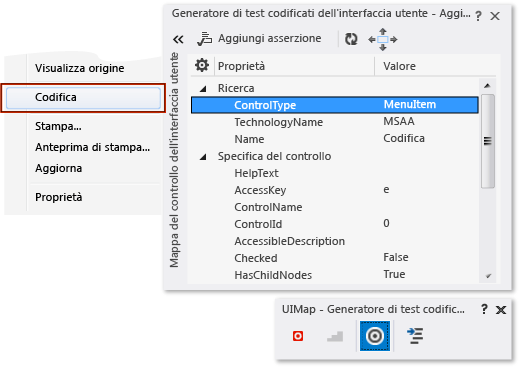 Visualizza origine
Codifica
Stampa...
Anteprima di stampa...
Aggiorna
Proprietà
Generatore di test codificati dell'interfaccia utente - Aggi... ?
Aggiungi asserzione
Mappa del controllo dell'interfaccia utente
Proprietà Valore
Ricerca
ControlType MenuItem
TechnologyName MSAA
Name Codifica
Specifica del controllo
HelpText
AccessKey e
ControlName
ControlId 0
AccessibleDescription
Checked False
HasChildNodes True
UIMap - Generatore di test codific... ?